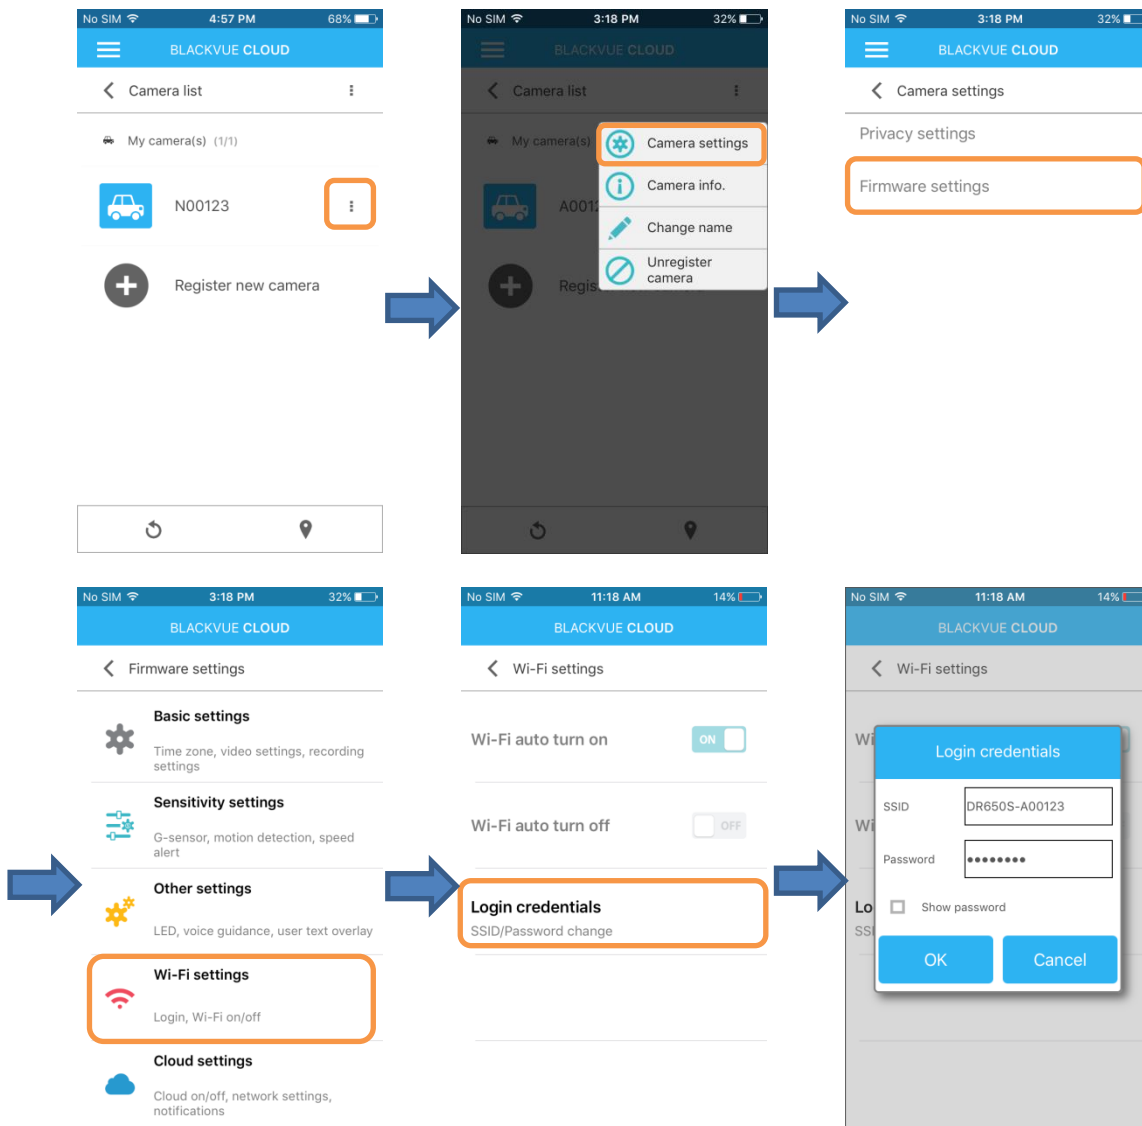 No SIM 4:57 PM 68%
BLACKVUE CLOUD
Camera list
My camera(s) (1/1)
N00123
Register new camera
No SIM 3:18 PM 32%
BLACKVUE CLOUD
Camera list
My camera(s)
Camera settings
Camera info.
A0012
Change name
Unregister
camera
Regis
No SIM 3:18 PM 32%
BLACKVUE CLOUD
Camera settings
Privacy settings
Firmware settings
No SIM 3:18 PM 32%
BLACKVUE CLOUD
Firmware settings
Basic settings
Time zone, video settings, recording
settings
Sensitivity settings
G-sensor, motion detection, speed
alert
Other settings
LED, voice guidance, user text overlay
Wi-Fi settings
Login, Wi-Fi on/off
Cloud settings
Cloud on/off, network settings,
notifications
No SIM 11:18 AM 14%
BLACKVUE CLOUD
Wi-Fi settings
Wi-Fi auto turn on ON
Wi-Fi auto turn off OFF
Login credentials
SSID/Password change
No SIM 11:18 AM 14%
BLACKVUE CLOUD
Wi-Fi settings
Wi
Login credentials
SSID DR650S-A00123
Wi
Password ••••••••
Lo
Show password
SSI
OK Cancel